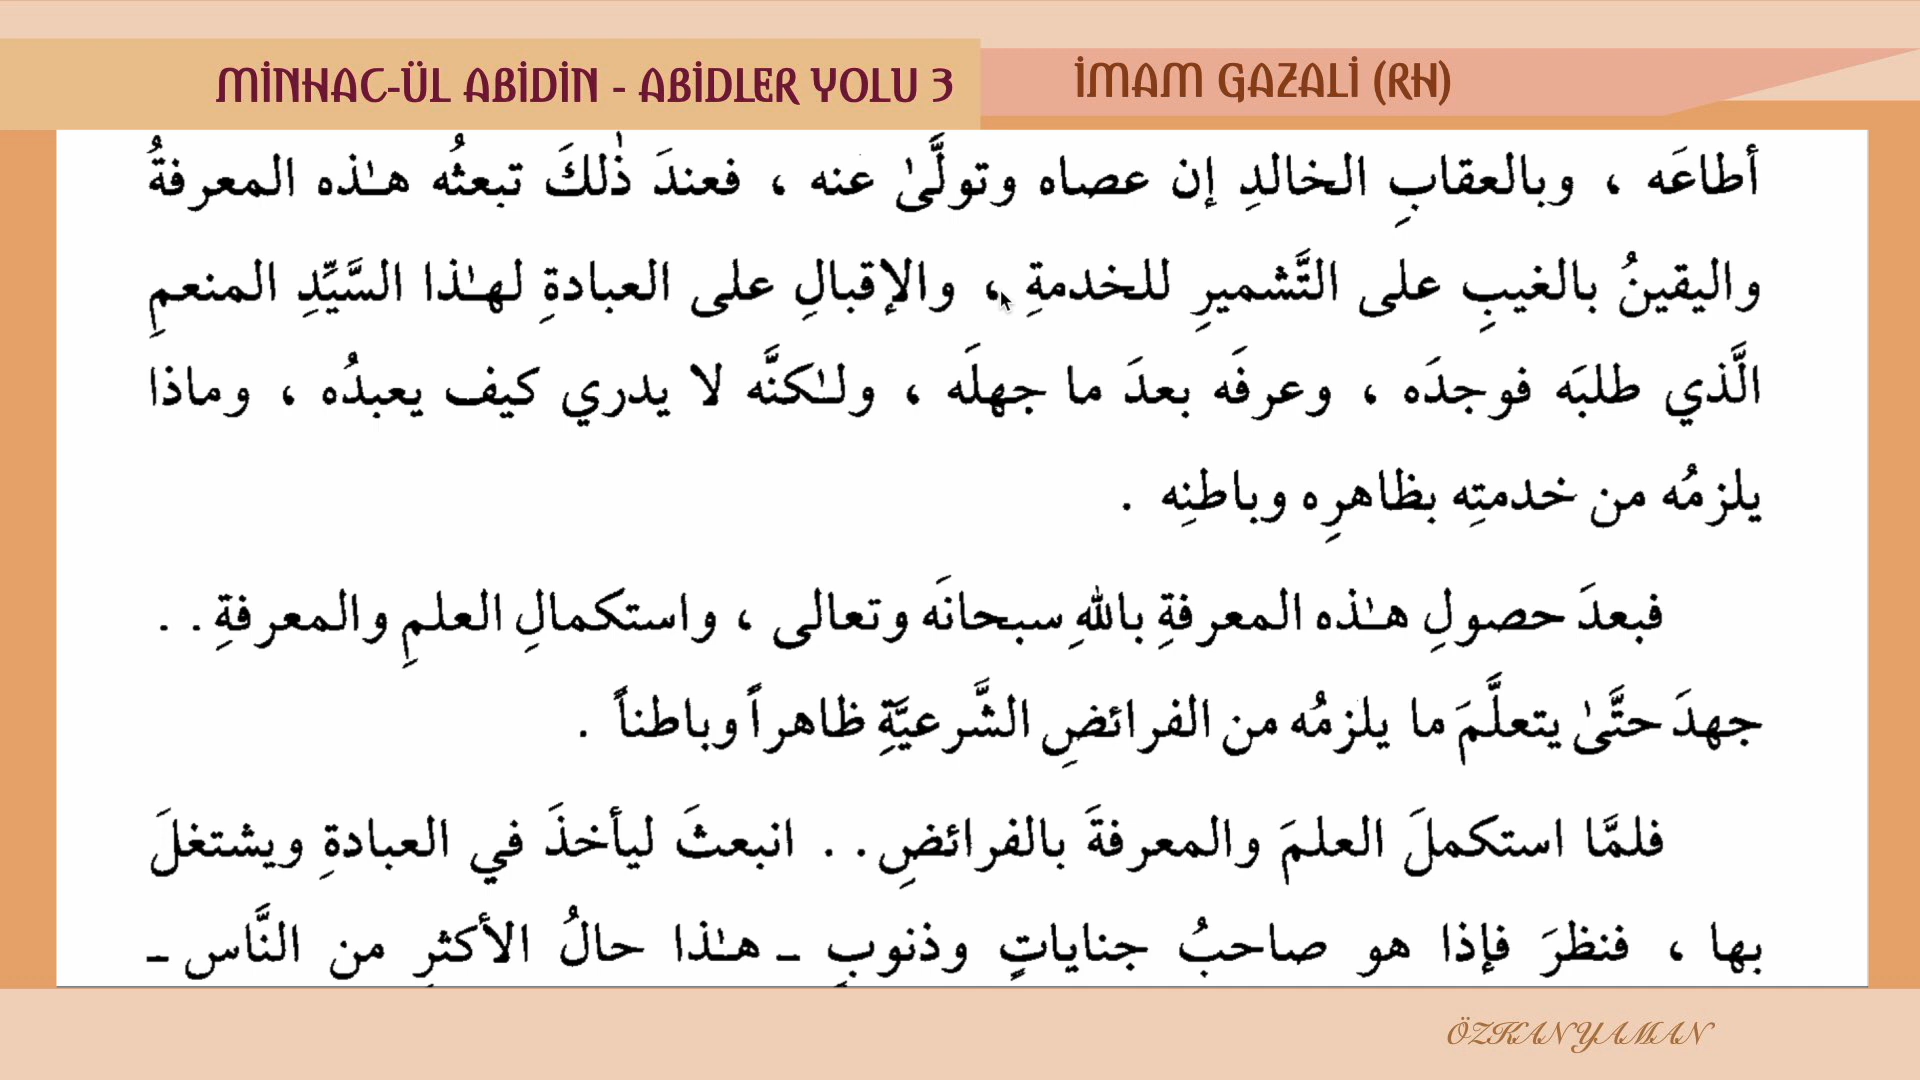 MİNHAC-ÜL ABİDİN - ABİDLER YOLU 3
İMAM GAZALİ (RH)
أطاعَه ، وبالعقابِ الخالدِ إن عصاه وتولَّىٰ عنه ، فعندَ ذٰلكَ تبعثُه هـٰذه المعرفةُ
واليقينُ بالغيبِ على التَّشميرِ للخدمةِ ، والإقبالِ على العبادةِ لهـٰذا السَّيِّدِ المنعمِ
الَّذي طلبَه فوجدَه ، وعرفَه بعدَ ما جهلَه ، ولـٰكنَّه لا يدري كيف يعبدُه ، وماذا
يلزمُه من خدمتِه بظاهرِه وباطنِه .
فبعدَ حصولِ هـٰذه المعرفةِ باللهِ سبحانَه وتعالى ، واستكمالِ العلمِ والمعرفةِ . .
جهدَ حتَّىٰ يتعلَّمَ ما يلزمُه من الفرائضِ الشَّرعيَّةِ ظاهراً وباطناً .
فلمَّا استكملَ العلمَ والمعرفةَ بالفرائضِ . . انبعثَ ليأخذَ في العبادةِ ويشتغلَ
بها ، فنظرَ فإذا هو صاحبُ جناياتٍ وذنوبٍ ـ هـٰذا حالُ الأكثرِ من النَّاس ـ
ÖZKAN YAMAN